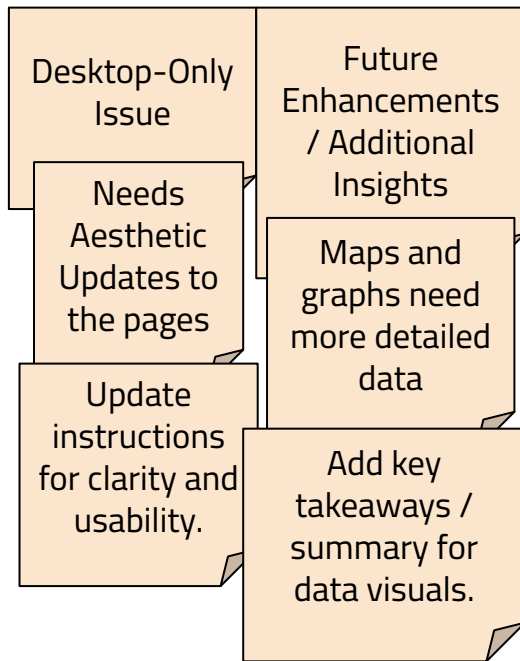 Desktop-Only
Issue
Future
Enhancements
/ Additional
Insights
Needs
Aesthetic
Updates to
the pages
Maps and
graphs need
more detailed
data
Update
instructions
for clarity and
usability.
Add key
takeaways /
summary for
data visuals.